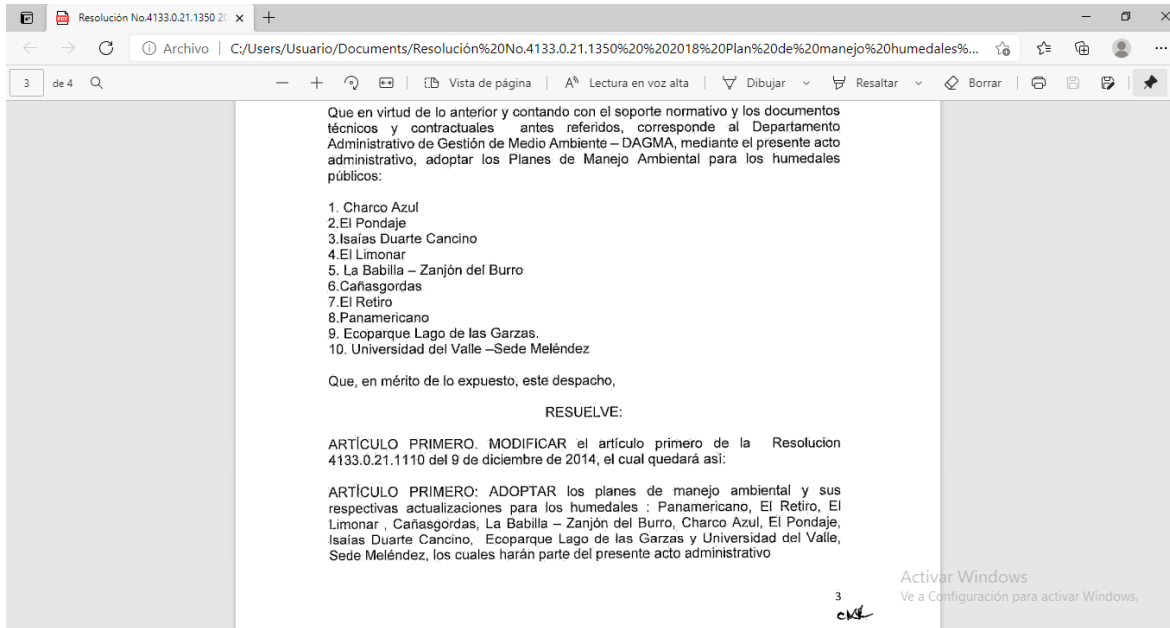 Resolución No.4133.0.21.1350 20
Archivo
C:/Users/Usuario/Documents/Resolución%20No.4133.0.21.1350%20%202018%20Plan%20de%20manejo%20humedales%...
3 de 4
Vista de página
Lectura en voz alta
Dibujar
Resaltar
Borrar
Que en virtud de lo anterior y contando con el soporte normativo y los documentos
técnicos y contractuales antes referidos, corresponde al Departamento
Administrativo de Gestión de Medio Ambiente – DAGMA, mediante el presente acto
administrativo, adoptar los Planes de Manejo Ambiental para los humedales
públicos:
1. Charco Azul
2.El Pondaje
3.Isaías Duarte Cancino
4.El Limonar
5. La Babilla – Zanjón del Burro
6.Cañasgordas
7.El Retiro
8.Panamericano
9. Ecoparque Lago de las Garzas.
10. Universidad del Valle –Sede Meléndez
Que, en mérito de lo expuesto, este despacho,
RESUELVE:
ARTÍCULO PRIMERO. MODIFICAR el artículo primero de la Resolucion
4133.0.21.1110 del 9 de diciembre de 2014, el cual quedará así:
ARTÍCULO PRIMERO: ADOPTAR los planes de manejo ambiental y sus
respectivas actualizaciones para los humedales : Panamericano, El Retiro, El
Limonar , Cañasgordas, La Babilla – Zanjón del Burro, Charco Azul, El Pondaje,
Isaías Duarte Cancino, Ecoparque Lago de las Garzas y Universidad del Valle,
Sede Meléndez, los cuales harán parte del presente acto administrativo
3
Activar Windows
Ve a Configuración para activar Windows.